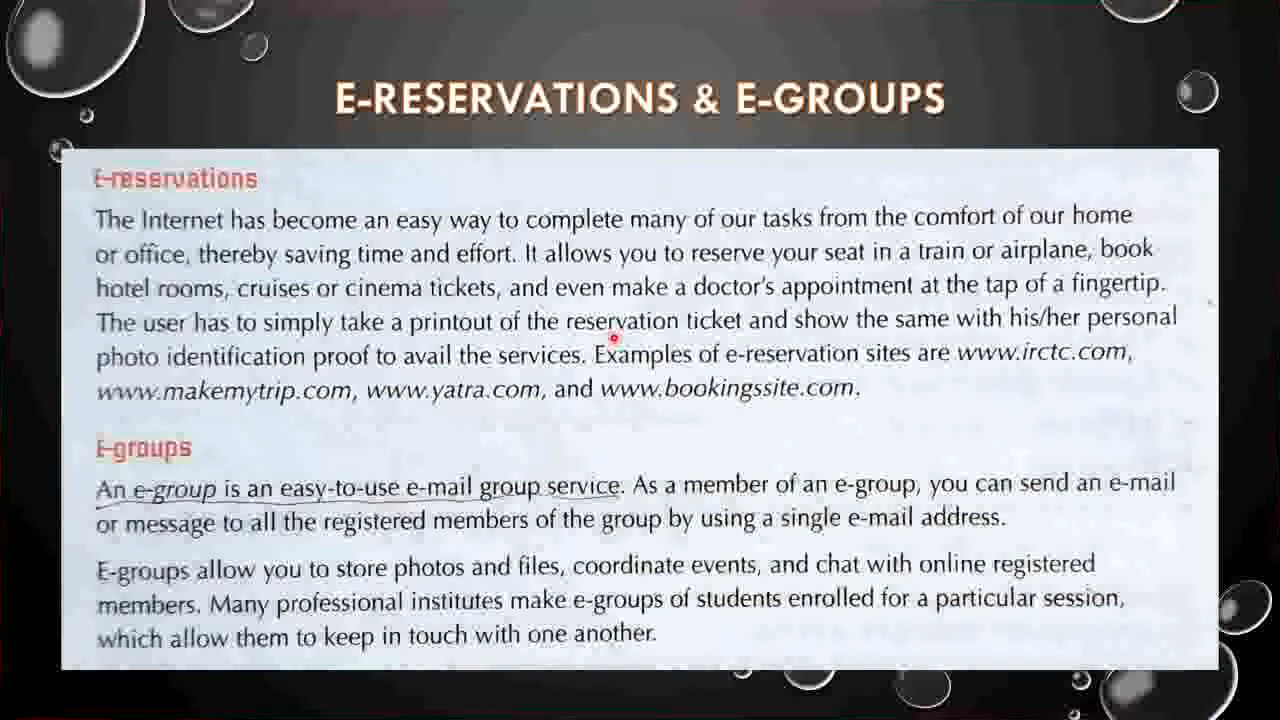 E-RESERVATIONS & E-GROUPS
E-reservations
The Internet has become an easy way to complete many of our tasks from the comfort of our home
or office, thereby saving time and effort. It allows you to reserve your seat in a train or airplane, book
hotel rooms, cruises or cinema tickets, and even make a doctor's appointment at the tap of a fingertip.
The user has to simply take a printout of the reservation ticket and show the same with his/her personal
photo identification proof to avail the services. Examples of e-reservation sites are www.irctc.com,
www.makemytrip.com, www.yatra.com, and www.bookingssite.com.
E-groups
An e-group is an easy-to-use e-mail group service. As a member of an e-group, you can send an e-mail
or message to all the registered members of the group by using a single e-mail address.
E-groups allow you to store photos and files, coordinate events, and chat with online registered
members. Many professional institutes make e-groups of students enrolled for a particular session,
which allow them to keep in touch with one another.